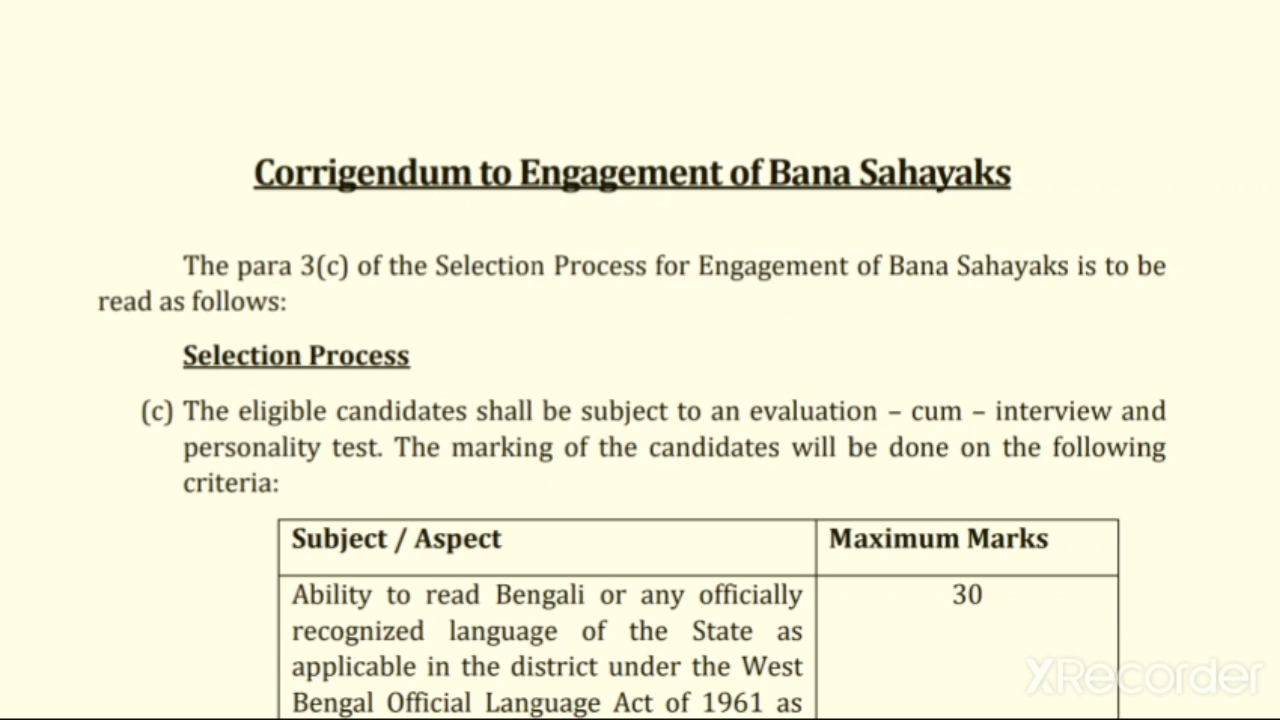 Corrigendum to Engagement of Bana Sahayaks
The para 3(c) of the Selection Process for Engagement of Bana Sahayaks is to be
read as follows:
Selection Process
(c) The eligible candidates shall be subject to an evaluation – cum – interview and
personality test. The marking of the candidates will be done on the following
criteria:
Subject / Aspect
Maximum Marks
Ability to read Bengali or any officially
30
recognized language of the State as
applicable in the district under the West
Bengal Official Language Act of 1961 as
XRecorder